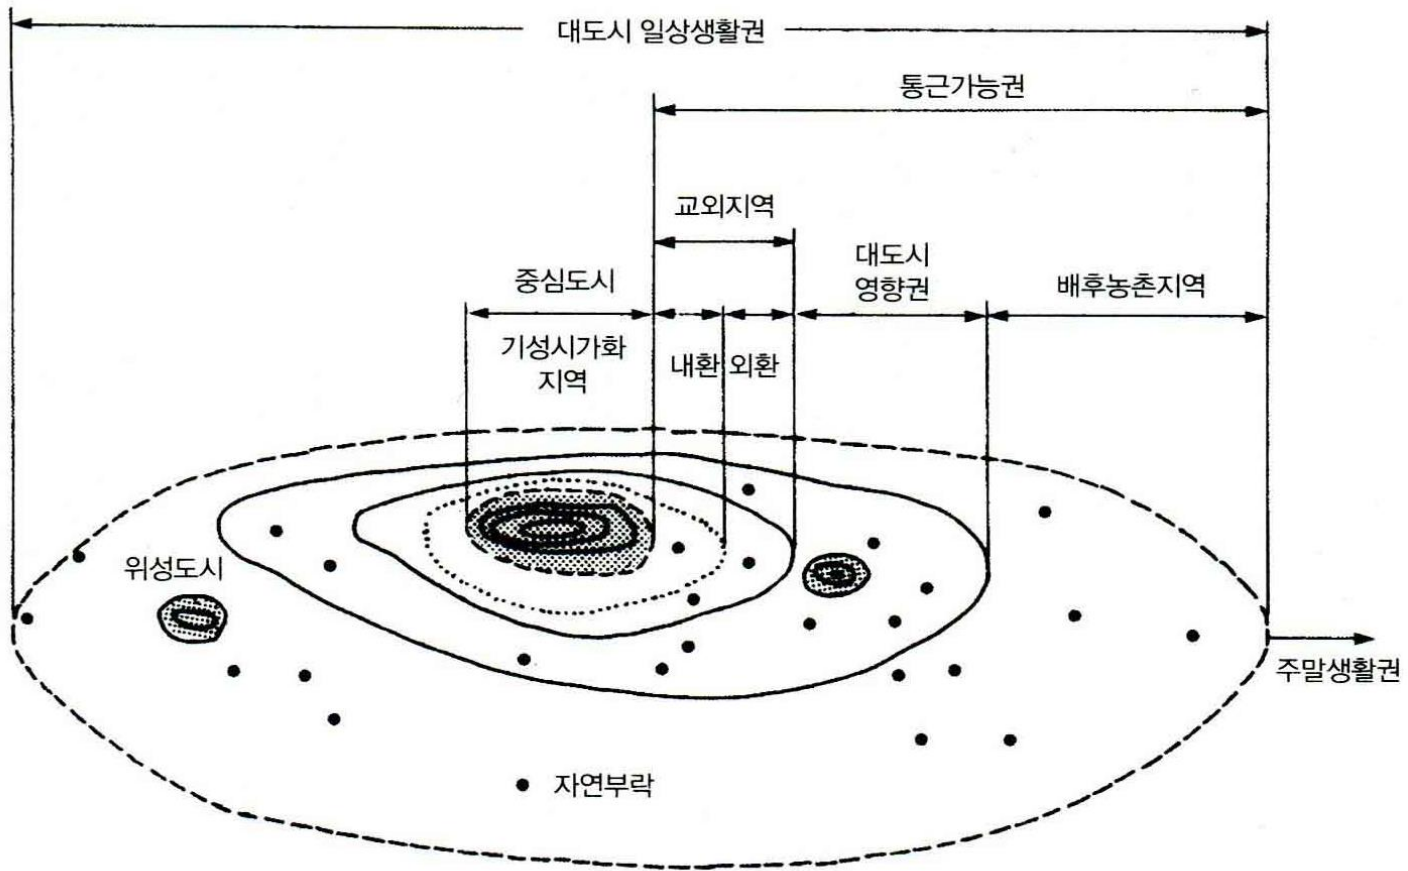 대도시 일상생활권
통근가능권
교외지역
대도시
영향권
중심도시
배후농촌지역
기성시가화
지역
내환
외환
위성도시
주말생활권
자연부락